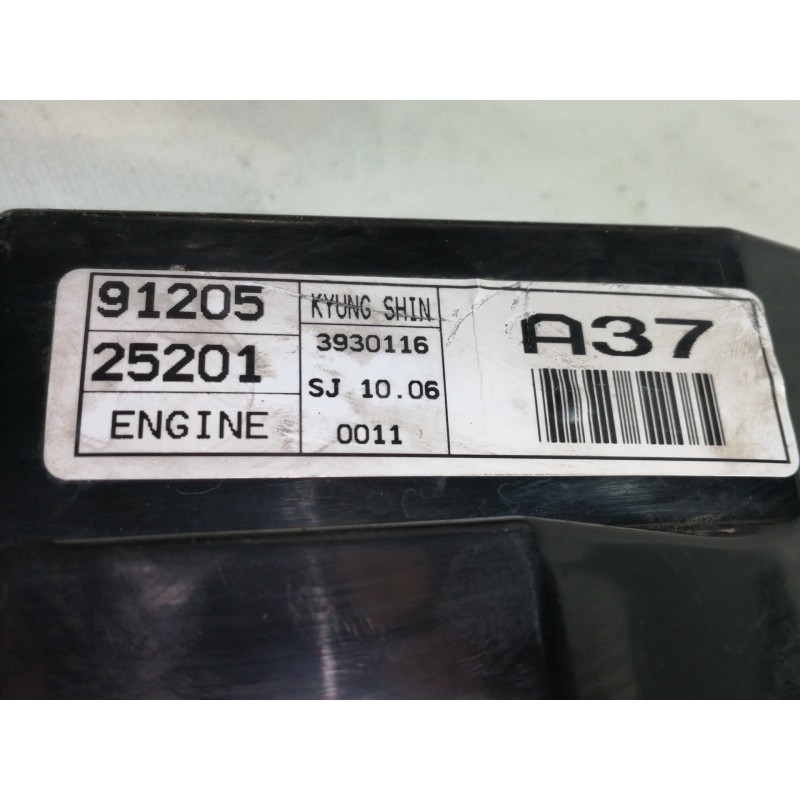 91205
25201
ENGINE
KYUNG SHIN
3930116
SJ 10.06
0011
A37